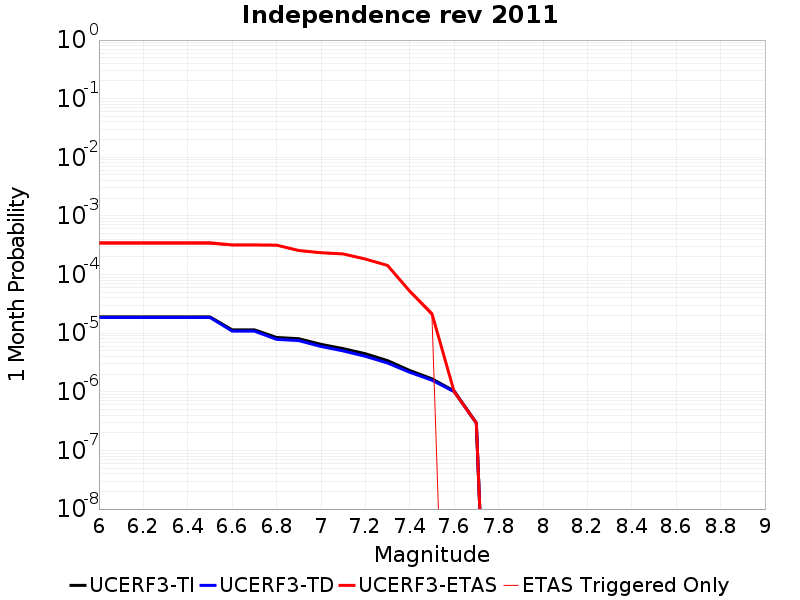 Independence rev 2011
10^0
10^-1
10^-2
10^-3
10^-4
10^-5
10^-6
10^-7
10^-8
1 Month Probability
6 6.2 6.4 6.6 6.8 7 7.2 7.4 7.6 7.8 8 8.2 8.4 8.6 8.8 9
Magnitude
UCERF3-TI UCERF3-TD UCERF3-ETAS ETAS Triggered Only